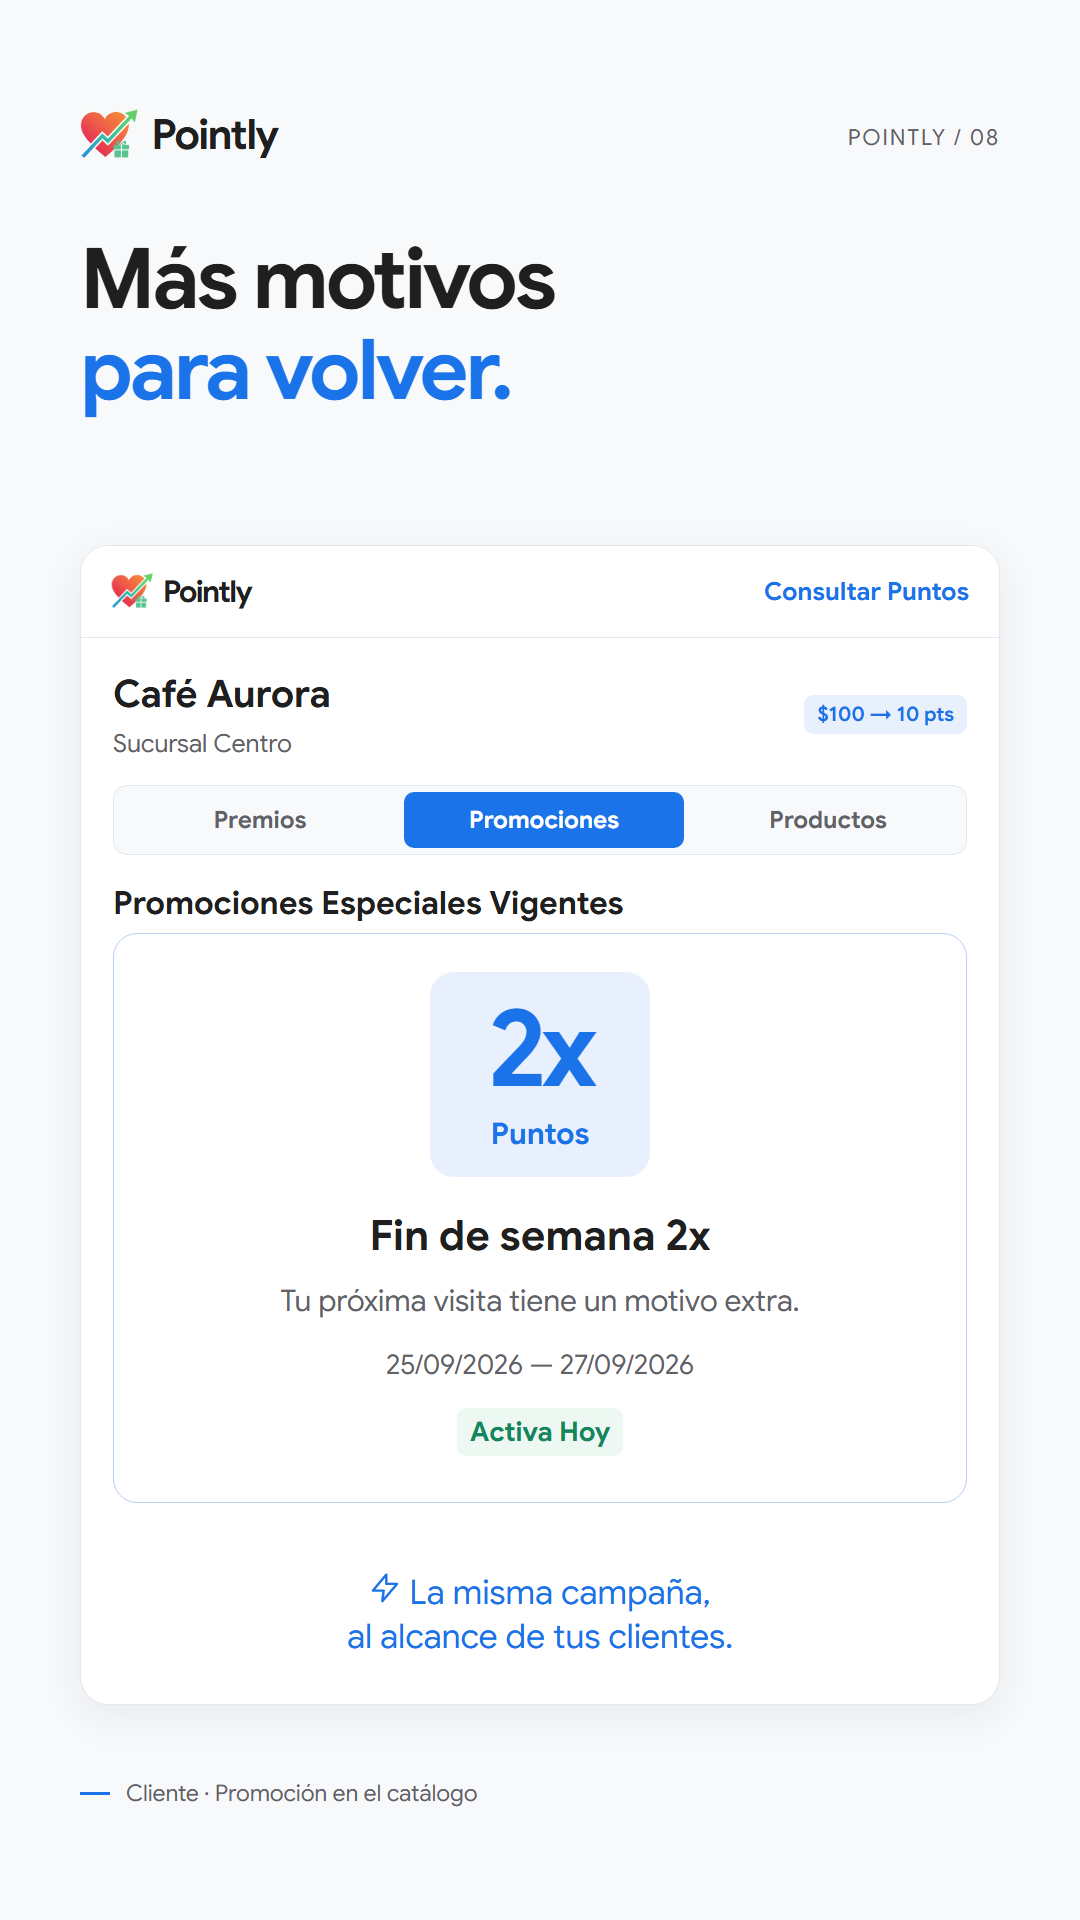 Pointly
POINTLY / 08
Más motivos
para volver.
Pointly
Consultar Puntos
Café Aurora
Sucursal Centro
$100 → 10 pts
Premios
Promociones
Productos
Promociones Especiales Vigentes
2x
Puntos
Fin de semana 2x
Tu próxima visita tiene un motivo extra.
25/09/2026 — 27/09/2026
Activa Hoy
La misma campaña,
al alcance de tus clientes.
Cliente · Promoción en el catálogo